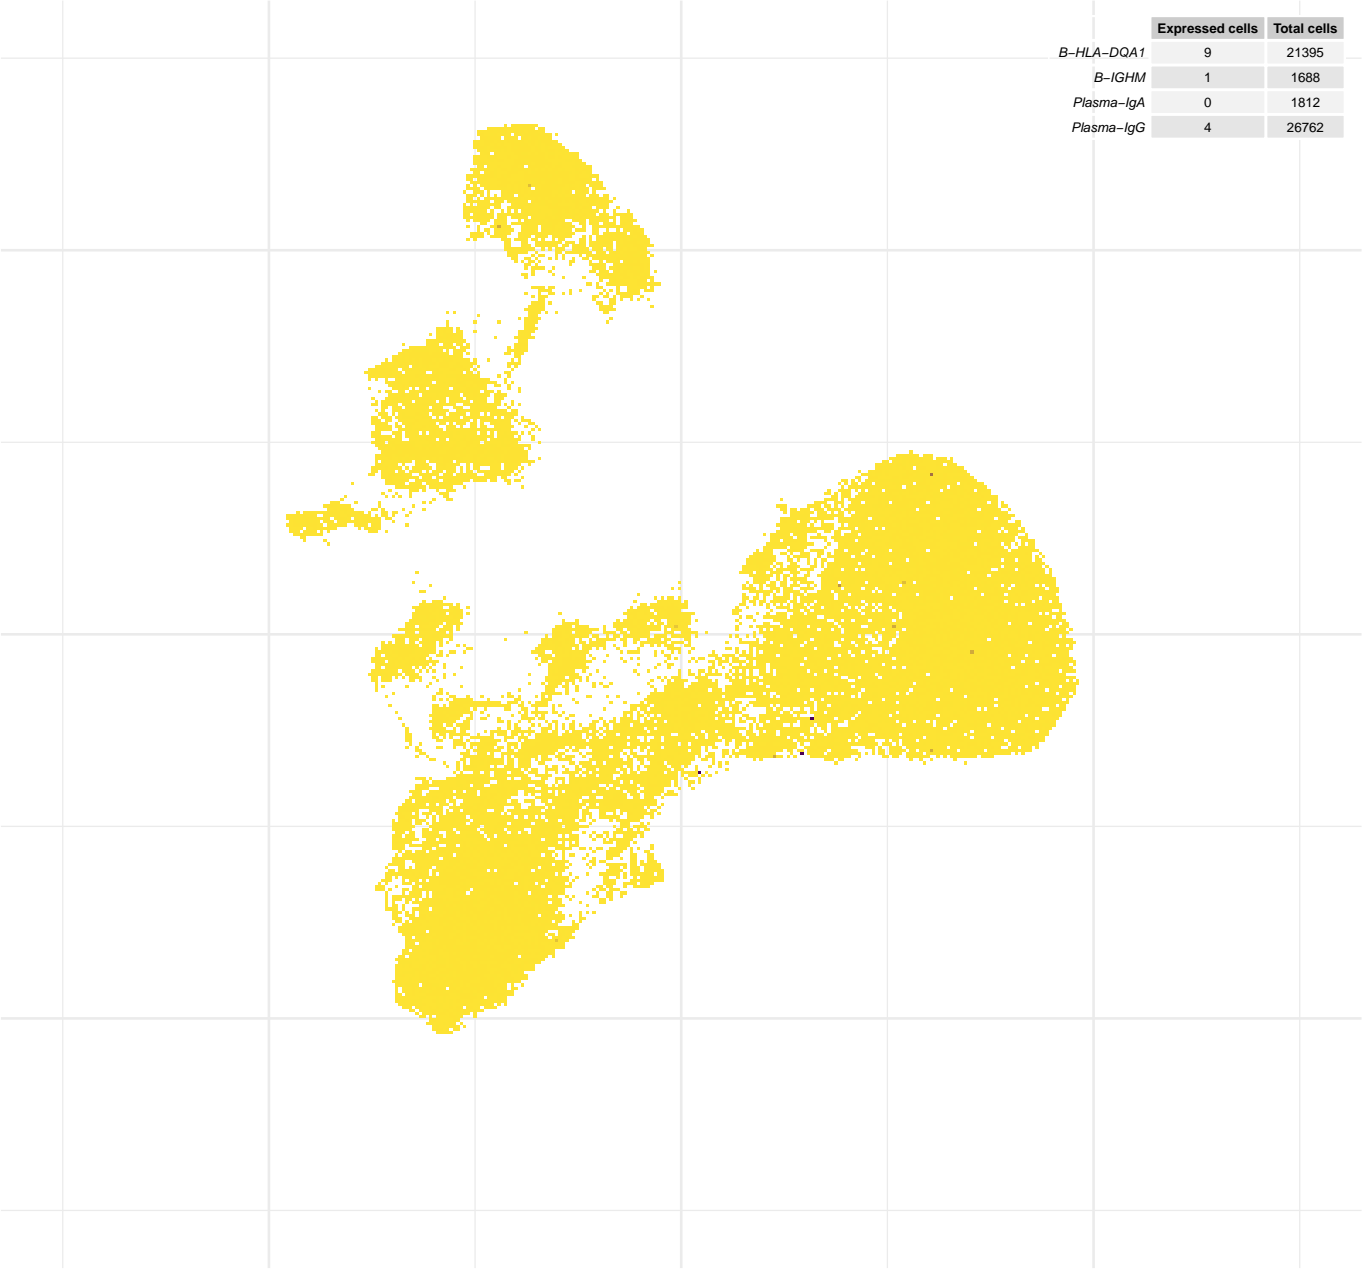 Expressed cells Total cells
B−HLA−DQA1 9 21395
B−IGHM 1 1688
Plasma−IgA 0 1812
Plasma−IgG 4 26762